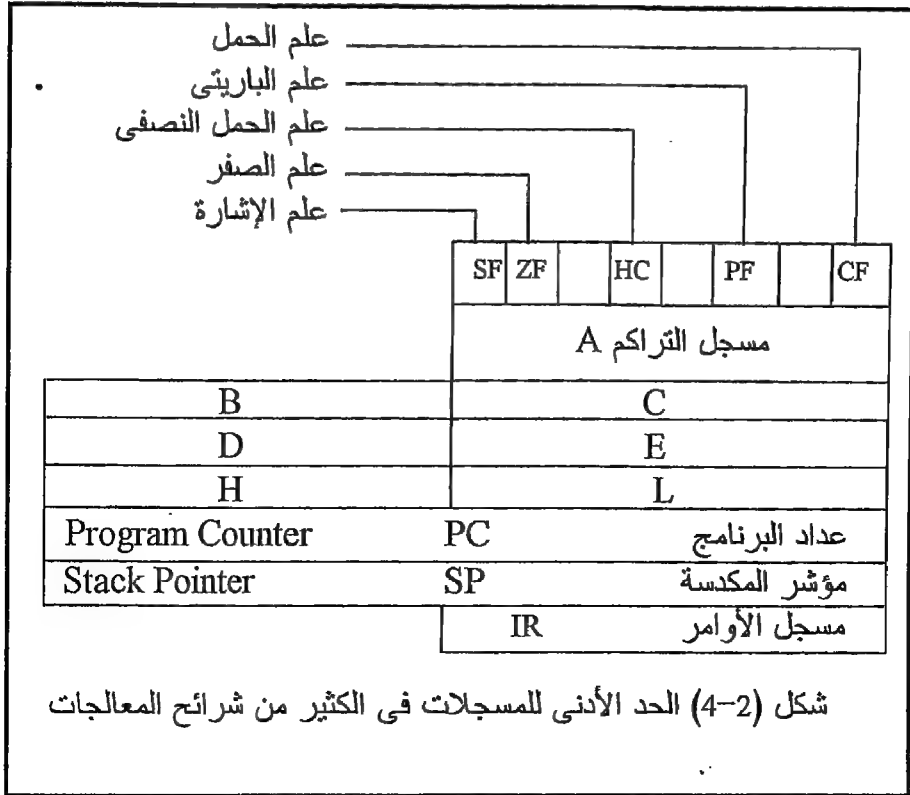 علم الحمل
علم الباريتى
علم الحمل النصفى
علم الصفر
علم الإشارة
SF ZF HC PF CF
مسجل التراكم A
B C
D E
H L
Program Counter PC عداد البرنامج
Stack Pointer SP مؤشر المكدسة
IR مسجل الأوامر
شكل (2-4) الحد الأدنى للمسجلات فى الكثير من شرائح المعالجات